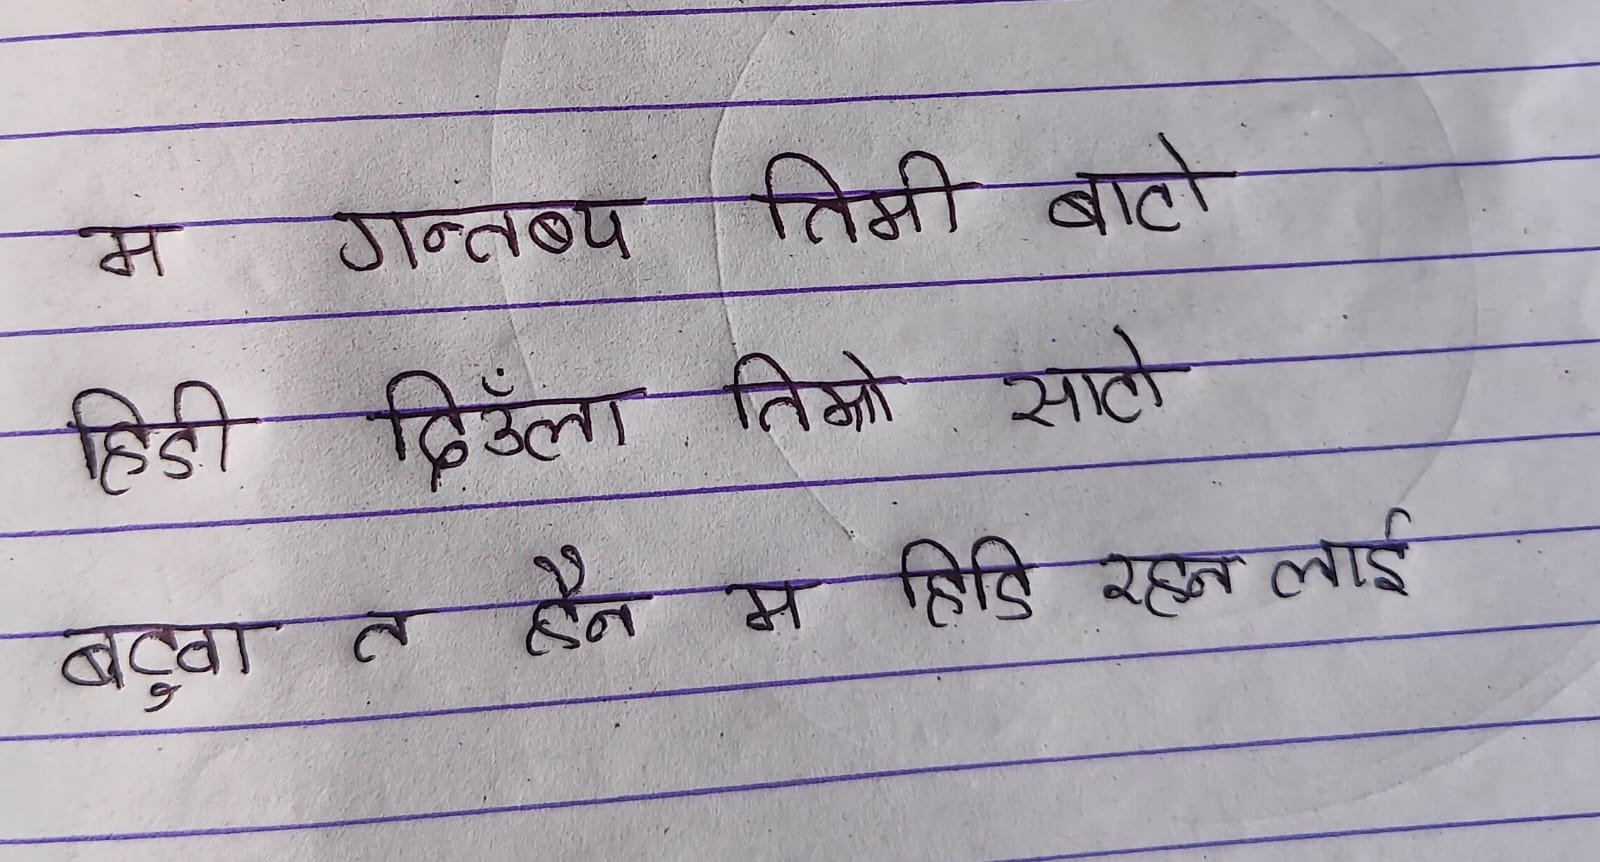 म गन्तब्य तिमी बाटो
हिडी दिउँला तिम्रो साटो
बटुवा त हैन म हिडि रहन लाई